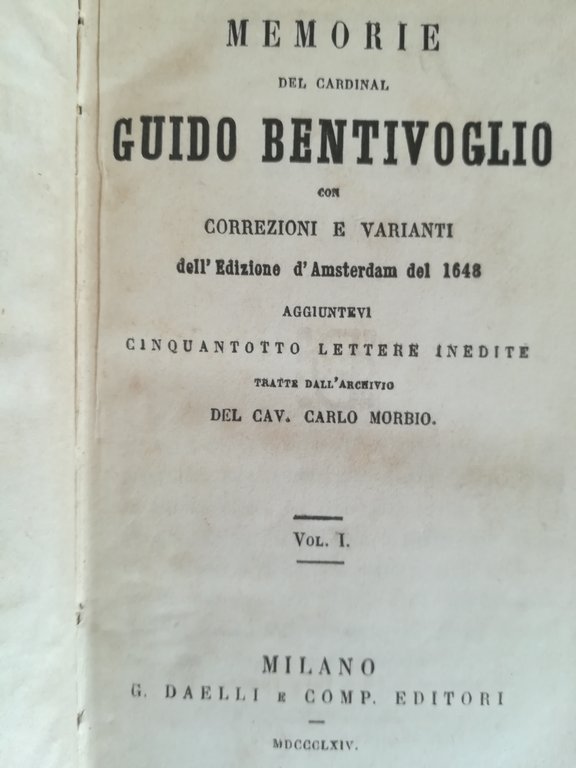 MEMORIE
DEL CARDINAL
GUIDO BENTIVOGLIO
CON
CORREZIONI E VARIANTI
dell' Edizione d' Amsterdam del 1648
AGGIUNTEVI
CINQUANTOTTO LETTERE INEDITE
TRATTE DALL'ARCHIVIO
DEL CAV. CARLO MORBIO.
VOL. I.
MILANO
G. DAELLI E COMP. EDITORI
MDCCCLXIV.